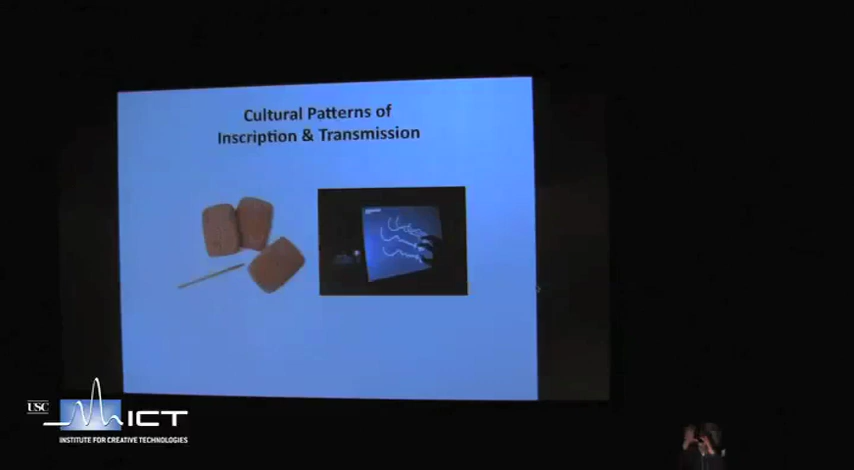 Cultural Patterns of
Inscription & Transmission
USC
ICT
INSTITUTE FOR CREATIVE TECHNOLOGIES